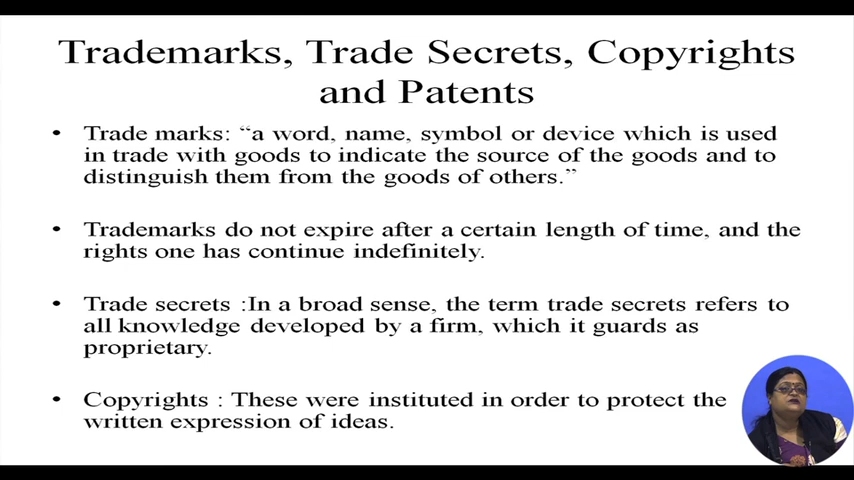 Trademarks, Trade Secrets, Copyrights
and Patents
• Trade marks: “a word, name, symbol or device which is used
in trade with goods to indicate the source of the goods and to
distinguish them from the goods of others.”
• Trademarks do not expire after a certain length of time, and the
rights one has continue indefinitely.
• Trade secrets :In a broad sense, the term trade secrets refers to
all knowledge developed by a firm, which it guards as
proprietary.
• Copyrights : These were instituted in order to protect the
written expression of ideas.